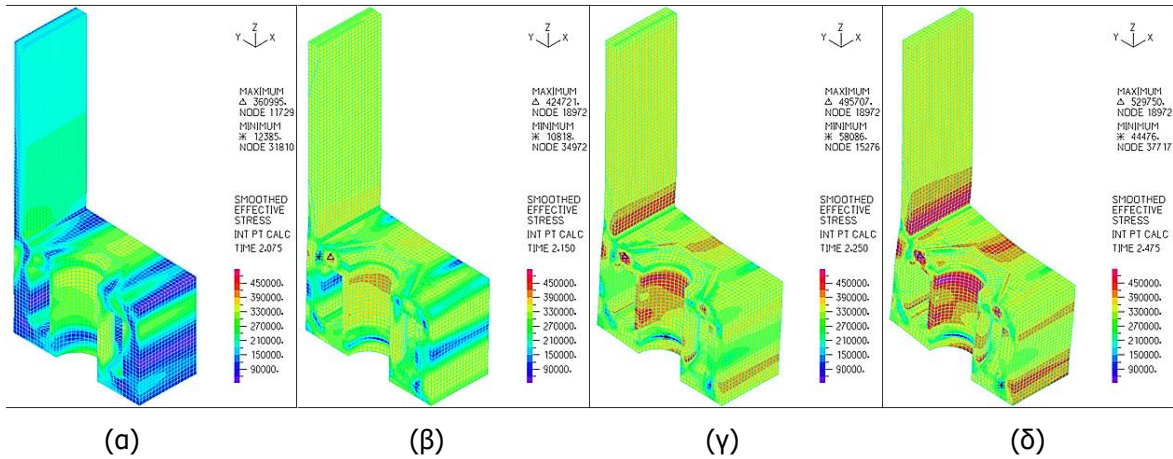 Z
Y X
MAXIMUM
△ 360995.
NODE 11729
MINIMUM
✳ 12385.
NODE 31810
SMOOTHED
EFFECTIVE
STRESS
INT PT CALC
TIME 2.075
450000.
390000.
330000.
270000.
210000.
150000.
90000.
(α)
Z
Y X
MAXIMUM
△ 424721.
NODE 18972
MINIMUM
✳ 10818.
NODE 34972
SMOOTHED
EFFECTIVE
STRESS
INT PT CALC
TIME 2.150
450000.
390000.
330000.
270000.
210000.
150000.
90000.
(β)
Z
Y X
MAXIMUM
△ 495707.
NODE 18972
MINIMUM
✳ 58086.
NODE 15276
SMOOTHED
EFFECTIVE
STRESS
INT PT CALC
TIME 2.250
450000.
390000.
330000.
270000.
210000.
150000.
90000.
(γ)
Z
Y X
MAXIMUM
△ 529750.
NODE 18972
MINIMUM
✳ 44476.
NODE 37717
SMOOTHED
EFFECTIVE
STRESS
INT PT CALC
TIME 2.475
450000.
390000.
330000.
270000.
210000.
150000.
90000.
(δ)